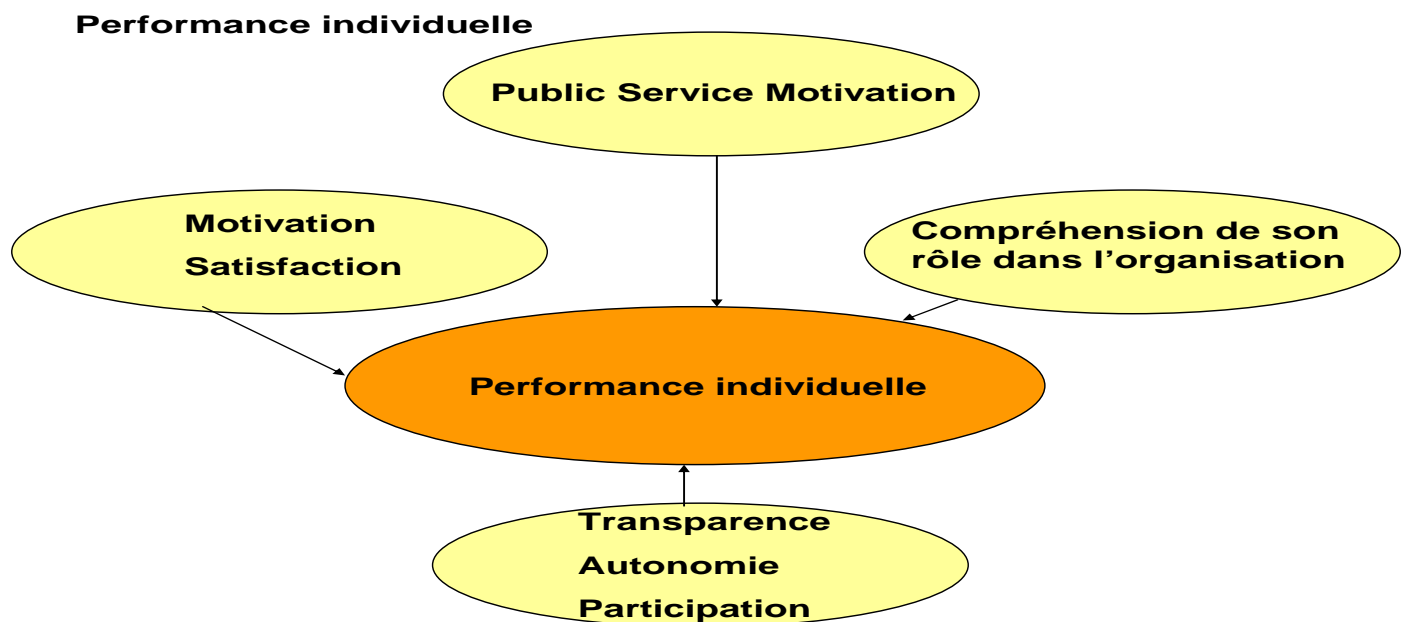 Performance individuelle
Public Service Motivation
Motivation
Satisfaction
Compréhension de son
rôle dans l’organisation
Performance individuelle
Transparence
Autonomie
Participation